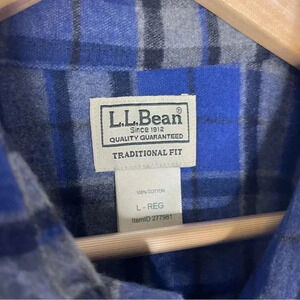 L.L.Bean
Since 1912
QUALITY GUARANTEED
TRADITIONAL FIT
100% COTTON
L - REG
ItemID 277981